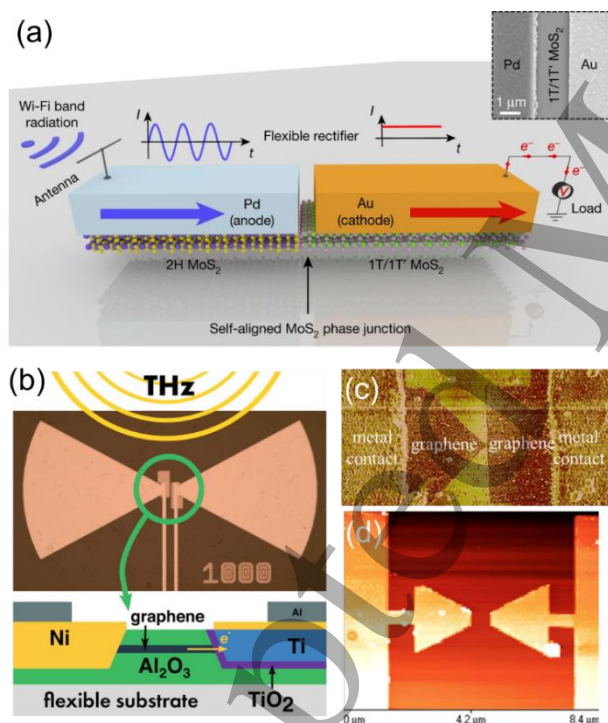 (a)
Pd
1T/1T' MoS₂
Au
1 μm
Wi-Fi band
radiation
I
t
Flexible rectifier
I
t
e⁻
e⁻
e⁻
Antenna
Pd
(anode)
Au
(cathode)
V
Load
2H MoS₂
1T/1T' MoS₂
Self-aligned MoS₂ phase junction
(b)
THz
1000
graphene
Al
Ni
e⁻
Ti
Al₂O₃
flexible substrate
TiO₂
(c)
metal
contact
graphene
graphene
metal
contact
(d)
0 μm
4.2 μm
8.4 μm